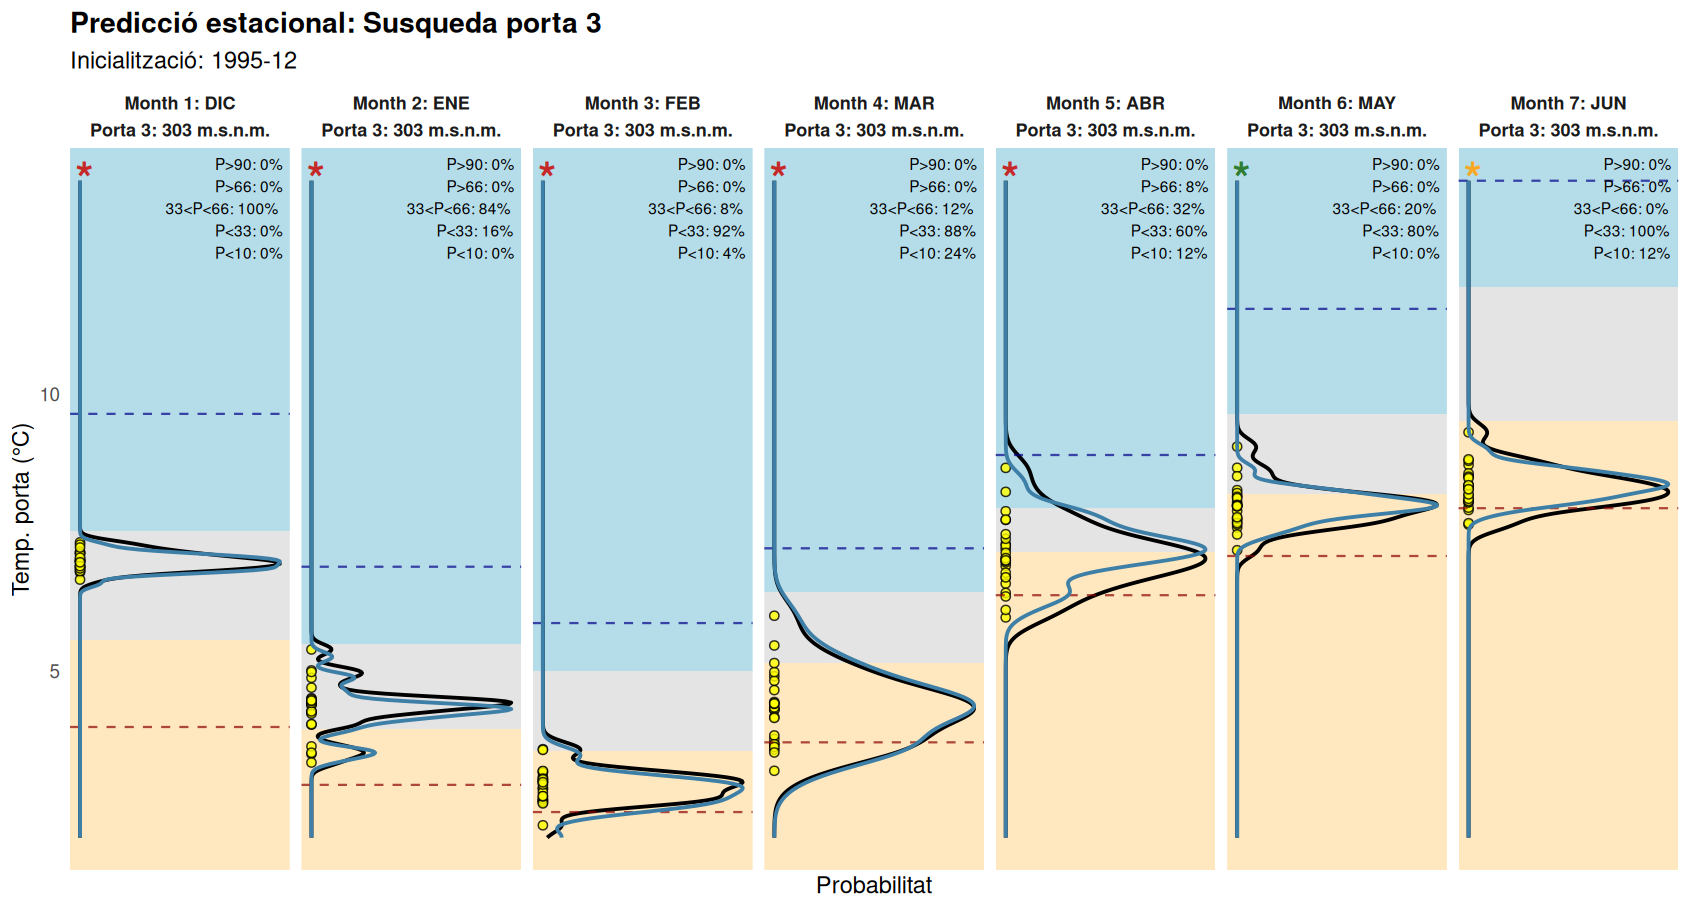 Predicció estacional: Susqueda porta 3
Inicialització: 1995-12
Month 1: DIC
Porta 3: 303 m.s.n.m.
Month 2: ENE
Porta 3: 303 m.s.n.m.
Month 3: FEB
Porta 3: 303 m.s.n.m.
Month 4: MAR
Porta 3: 303 m.s.n.m.
Month 5: ABR
Porta 3: 303 m.s.n.m.
Month 6: MAY
Porta 3: 303 m.s.n.m.
Month 7: JUN
Porta 3: 303 m.s.n.m.
*
P>90: 0%
P>66: 0%
33<P<66: 100%
P<33: 0%
P<10: 0%
*
P>90: 0%
P>66: 0%
33<P<66: 84%
P<33: 16%
P<10: 0%
*
P>90: 0%
P>66: 0%
33<P<66: 8%
P<33: 92%
P<10: 4%
*
P>90: 0%
P>66: 0%
33<P<66: 12%
P<33: 88%
P<10: 24%
*
P>90: 0%
P>66: 8%
33<P<66: 32%
P<33: 60%
P<10: 12%
*
P>90: 0%
P>66: 0%
33<P<66: 20%
P<33: 80%
P<10: 0%
*
P>90: 0%
P>66: 0%
33<P<66: 0%
P<33: 100%
P<10: 12%
10
5
Temp. porta (°C)
Probabilitat